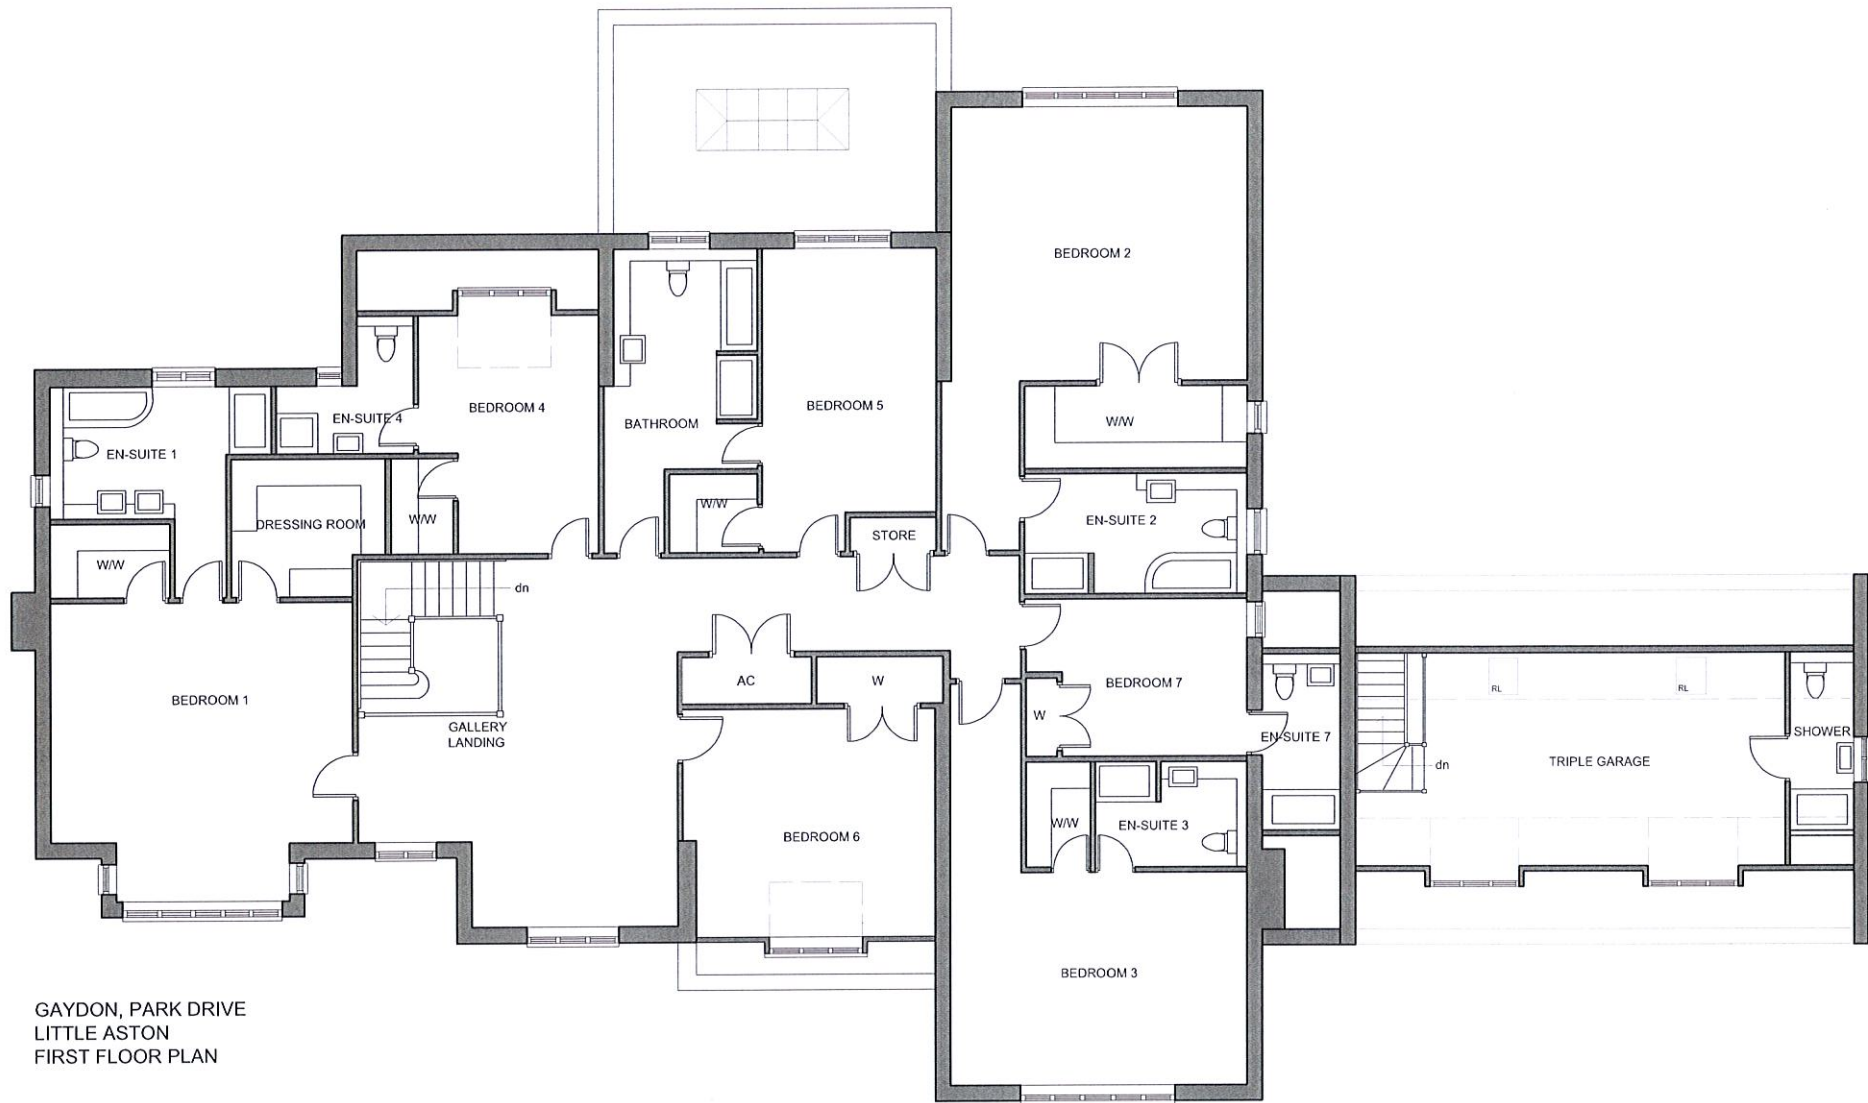 BEDROOM 2
BEDROOM 4
BEDROOM 5
EN-SUITE 4
BATHROOM
W/W
EN-SUITE 1
DRESSING ROOM
W/W
W/W
EN-SUITE 2
STORE
W/W
dn
BEDROOM 1
AC
W
BEDROOM 7
W
GALLERY
LANDING
EN-SUITE 7
RL
RL
SHOWER
dn
TRIPLE GARAGE
BEDROOM 6
W/W
EN-SUITE 3
BEDROOM 3
GAYDON, PARK DRIVE
LITTLE ASTON
FIRST FLOOR PLAN